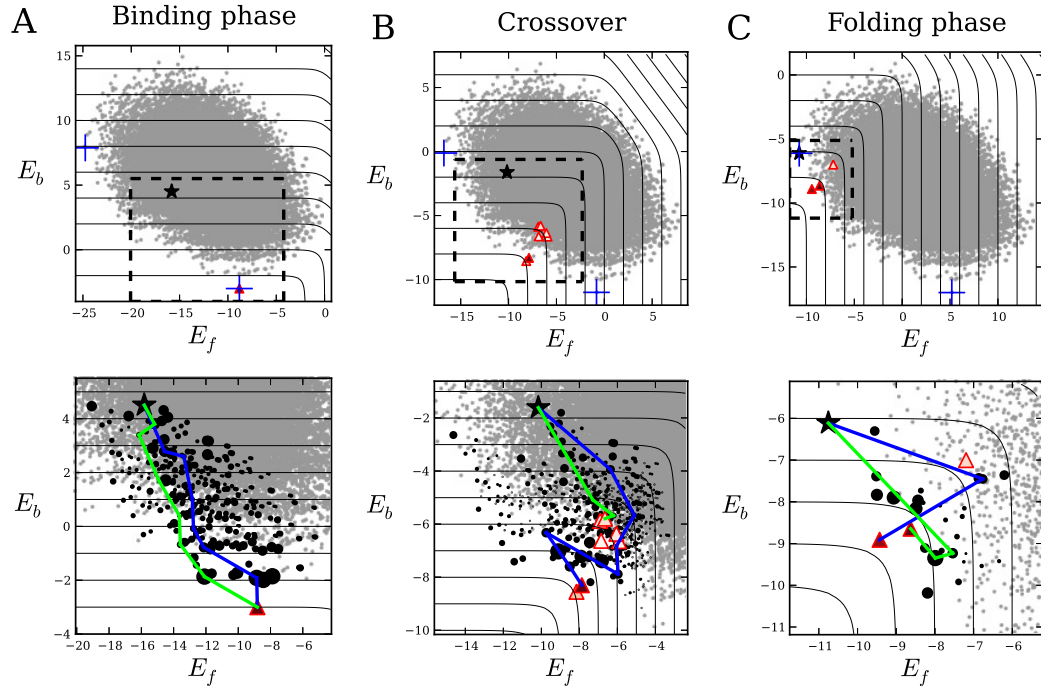 A Binding phase
B Crossover
C Folding phase
15
10
5
0
E_b
−25 −20 −15 −10 −5 0
E_f
5
0
−5
−10
E_b
−15 −10 −5 0 5
E_f
0
−5
−10
−15
E_b
−10 −5 0 5 10
E_f
4
2
0
−2
−4
E_b
−20 −18 −16 −14 −12 −10 −8 −6
E_f
−2
−4
−6
−8
−10
E_b
−14 −12 −10 −8 −6 −4
E_f
−6
−7
−8
−9
−10
−11
E_b
−11 −10 −9 −8 −7 −6
E_f